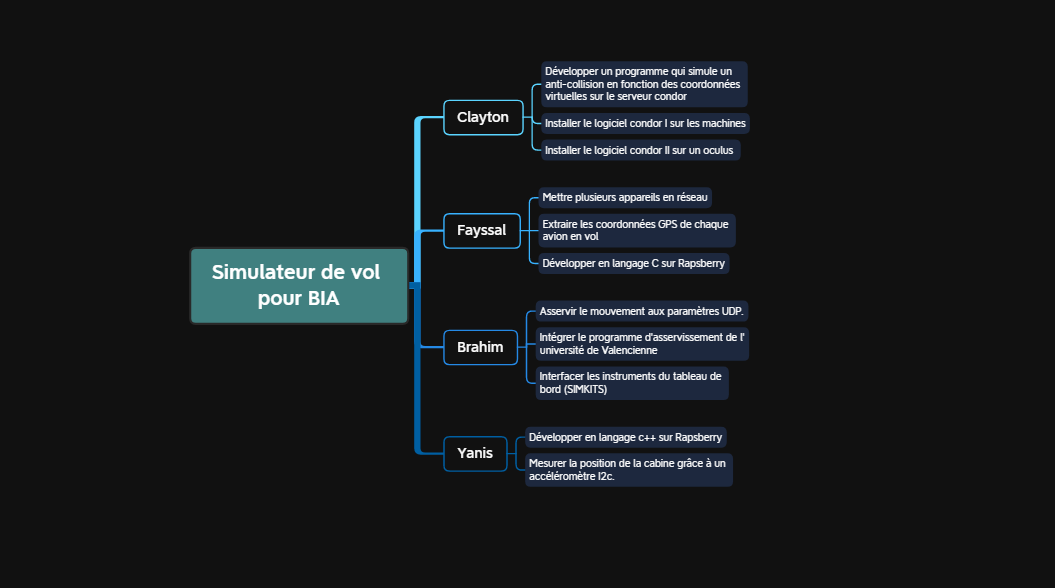 Simulateur de vol
pour BIA
Clayton
Développer un programme qui simule un
anti-collision en fonction des coordonnées
virtuelles sur le serveur condor
Installer le logiciel condor I sur les machines
Installer le logiciel condor II sur un oculus
Fayssal
Mettre plusieurs appareils en réseau
Extraire les coordonnées GPS de chaque
avion en vol
Développer en langage C sur Rapsberry
Brahim
Asservir le mouvement aux paramètres UDP.
Intégrer le programme d'asservissement de l'
université de Valencienne
Interfacer les instruments du tableau de
bord (SIMKITS)
Yanis
Développer en langage c++ sur Rapsberry
Mesurer la position de la cabine grâce à un
accéléromètre I2c.